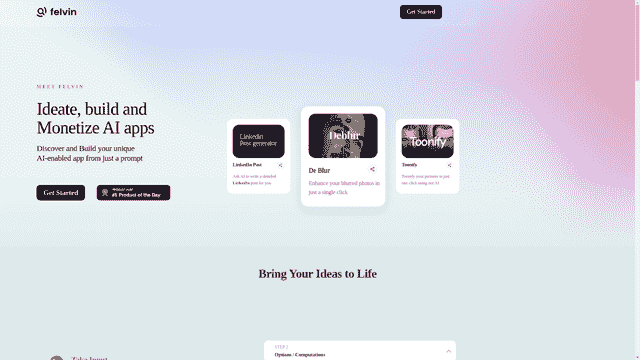 felvin
Get Started
MEET FELVIN
Ideate, build and
Monetize AI apps
Discover and Build your unique
AI-enabled app from just a prompt
Get Started
#1 Product of the Day
Linkedin
Post generator
LinkedIn Post
Ask AI to write a detailed
LinkedIn post for you
Deblur
De Blur
Enhance your blurred photos in
just a single click
Toonify
Toonify
Toonify your pictures in just
one click using our AI
Bring Your Ideas to Life
Take Input
STEP 2
Options / Computations